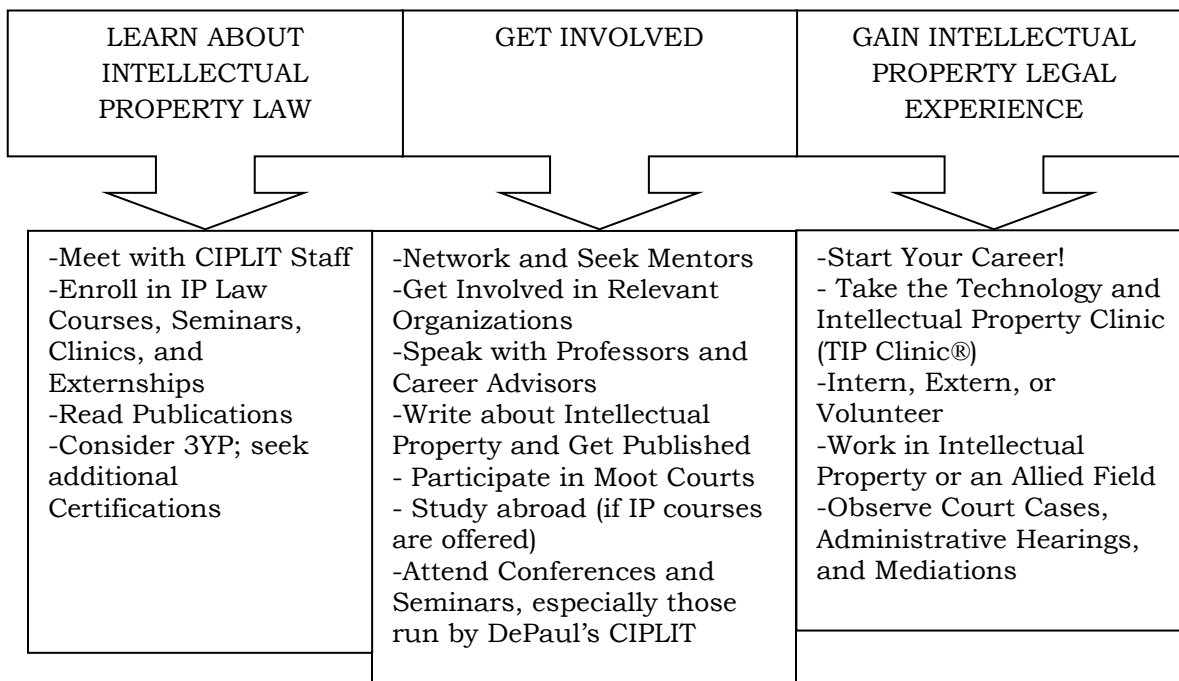 LEARN ABOUT
INTELLECTUAL
PROPERTY LAW
GET INVOLVED
GAIN INTELLECTUAL
PROPERTY LEGAL
EXPERIENCE
-Meet with CIPLIT Staff
-Enroll in IP Law
Courses, Seminars,
Clinics, and
Externships
-Read Publications
-Consider 3YP; seek
additional
Certifications
-Network and Seek Mentors
-Get Involved in Relevant
Organizations
-Speak with Professors and
Career Advisors
-Write about Intellectual
Property and Get Published
- Participate in Moot Courts
- Study abroad (if IP courses
are offered)
-Attend Conferences and
Seminars, especially those
run by DePaul’s CIPLIT
-Start Your Career!
- Take the Technology and
Intellectual Property Clinic
(TIP Clinic®)
-Intern, Extern, or
Volunteer
-Work in Intellectual
Property or an Allied Field
-Observe Court Cases,
Administrative Hearings,
and Mediations